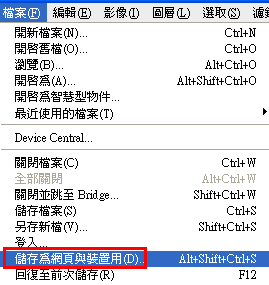 檔案(F) 編輯(E) 影像(I) 圖層(L) 選取(S)
開新檔案(N)... Ctrl+N
開啟舊檔(O)... Ctrl+O
瀏覽(B)... Alt+Ctrl+O
開啟為(A)... Alt+Shift+Ctrl+O
開啟為智慧型物件...
最近使用的檔案(T)
Device Central...
關閉檔案(C) Ctrl+W
全部關閉 Alt+Ctrl+W
關閉並跳至 Bridge... Shift+Ctrl+W
儲存檔案(S) Ctrl+S
另存新檔(V)... Shift+Ctrl+S
登入...
儲存為網頁與裝置用(D)... Alt+Shift+Ctrl+S
回復至前次儲存(R) F12